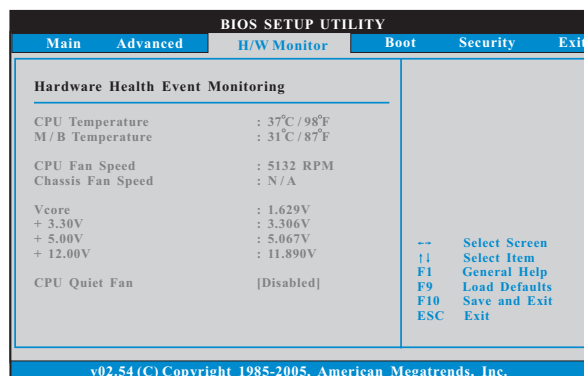 BIOS SETUP UTILITY
Main Advanced H/W Monitor Boot Security Exit
Hardware Health Event Monitoring
CPU Temperature : 37°C / 98°F
M / B Temperature : 31°C / 87°F
CPU Fan Speed : 5132 RPM
Chassis Fan Speed : N / A
Vcore : 1.629V
+ 3.30V : 3.306V
+ 5.00V : 5.067V
+ 12.00V : 11.890V
CPU Quiet Fan [Disabled]
←→ Select Screen
↑↓ Select Item
F1 General Help
F9 Load Defaults
F10 Save and Exit
ESC Exit
v02.54 (C) Copyright 1985-2005, American Megatrends, Inc.